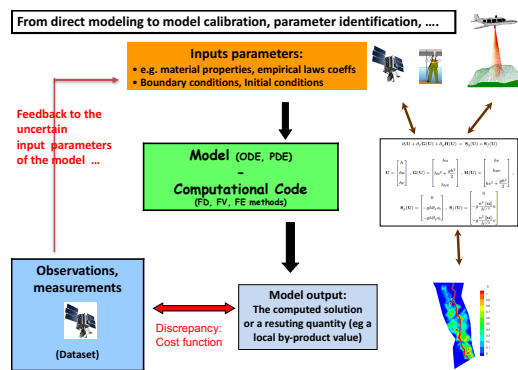 From direct modeling to model calibration, parameter identification, ....
Inputs parameters:
• e.g. material properties, empirical laws coeffs
• Boundary conditions, Initial conditions
Feedback to the
uncertain
input parameters
of the model ...
Model (ODE, PDE)
–
Computational Code
(FD, FV, FE methods)
Observations,
measurements
(Dataset)
Discrepancy:
Cost function
Model output:
The computed solution
or a resuting quantity (eg a
local by-product value)